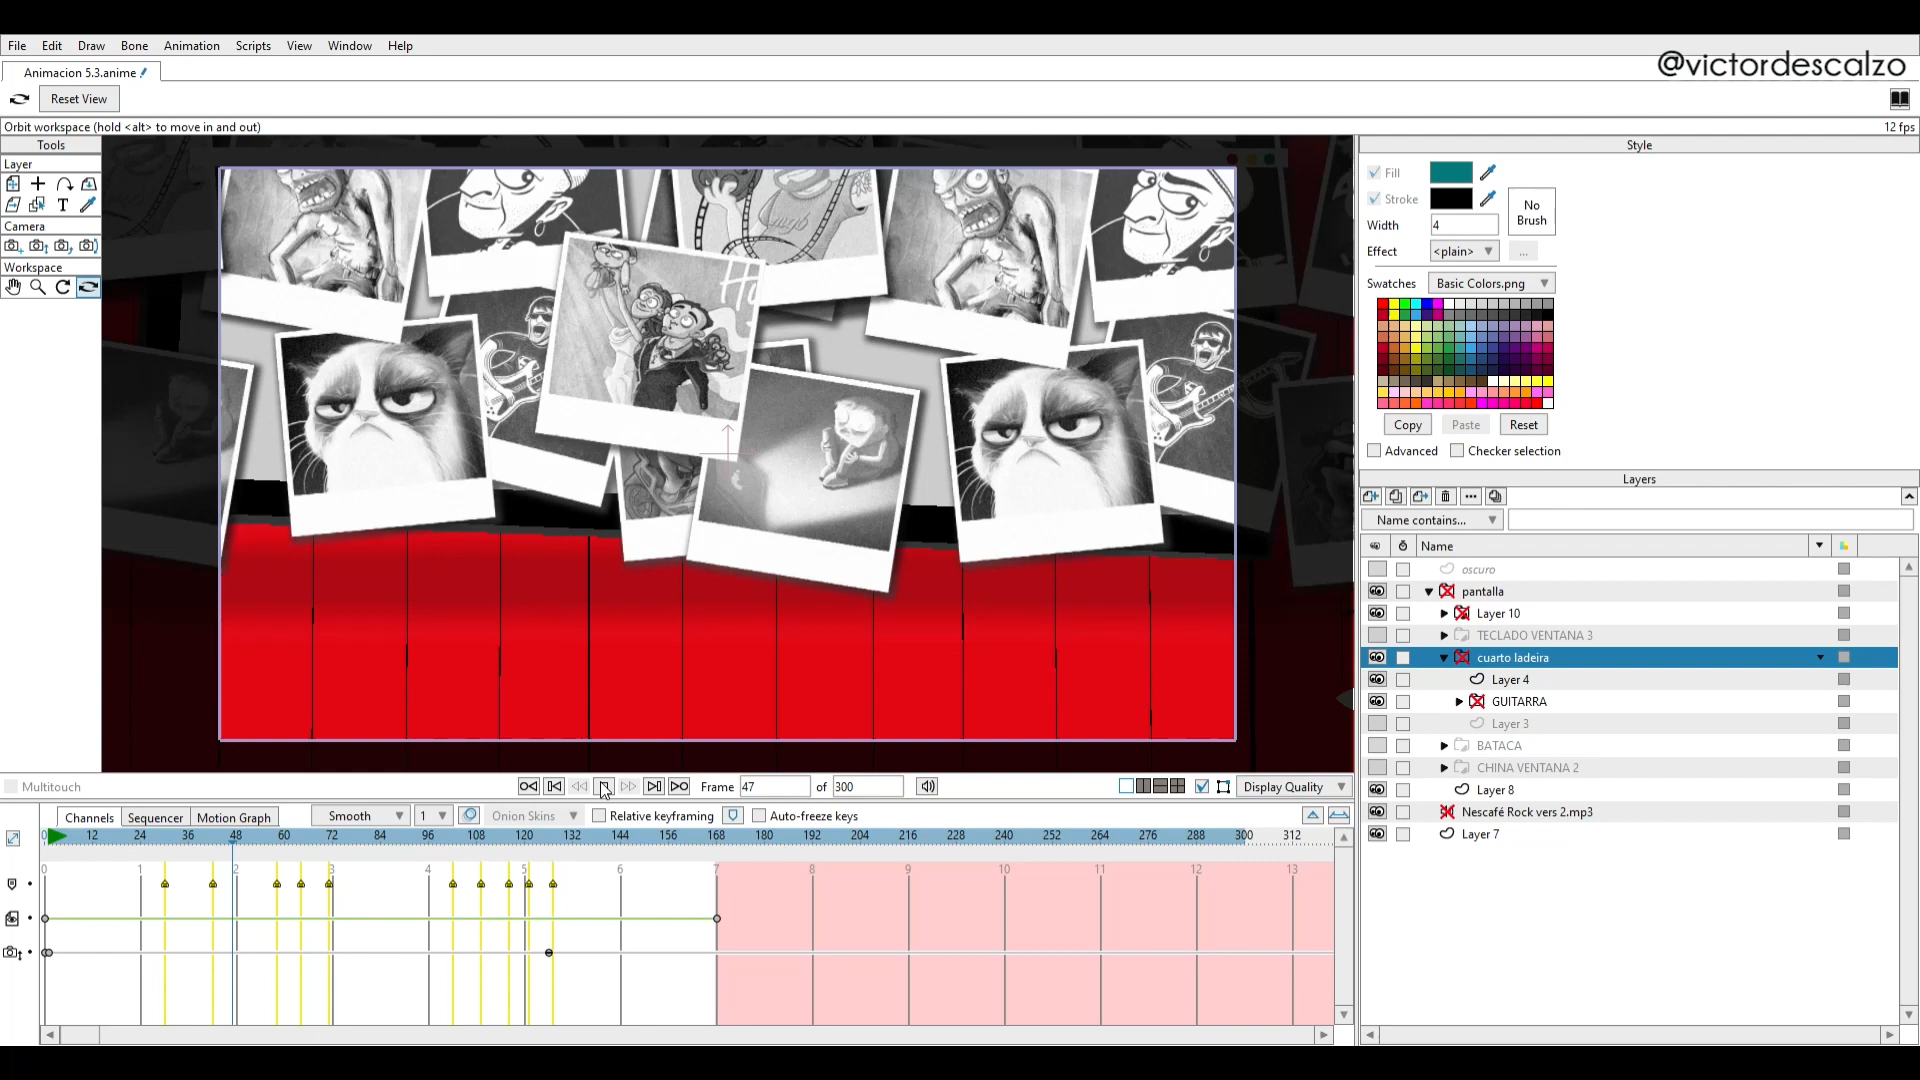 File Edit Draw Bone Animation Scripts View Window Help
@victordescalzo
Animacion 5.3.anime
Reset View
Orbit workspace (hold <alt> to move in and out)
12 fps
Tools
Layer
T
Camera
Workspace
Style
Fill
Stroke
No
Brush
Width 4
Effect <plain> ...
Swatches Basic Colors.png
Copy Paste Reset
Advanced Checker selection
Layers
Name contains...
Name
oscuro
pantalla
Layer 10
TECLADO VENTANA 3
cuarto ladeira
Layer 4
GUITARRA
Layer 3
BATACA
CHINA VENTANA 2
Layer 8
Nescafé Rock vers 2.mp3
Layer 7
Multitouch
Frame 47 of 300
Display Quality
Channels Sequencer Motion Graph Smooth 1 Onion Skins Relative keyframing Auto-freeze keys
0 12 24 36 48 60 72 84 96 108 120 132 144 156 168 180 192 204 216 228 240 252 264 276 288 300 312
0 1 2 3 4 5 6 7 8 9 10 11 12 13